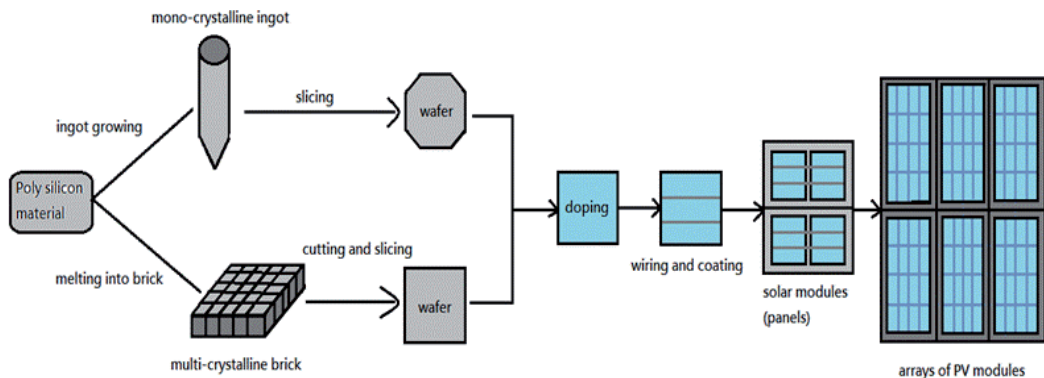 mono-crystalline ingot
ingot growing
slicing
wafer
Poly silicon
material
melting into brick
multi-crystalline brick
cutting and slicing
wafer
doping
wiring and coating
solar modules
(panels)
arrays of PV modules